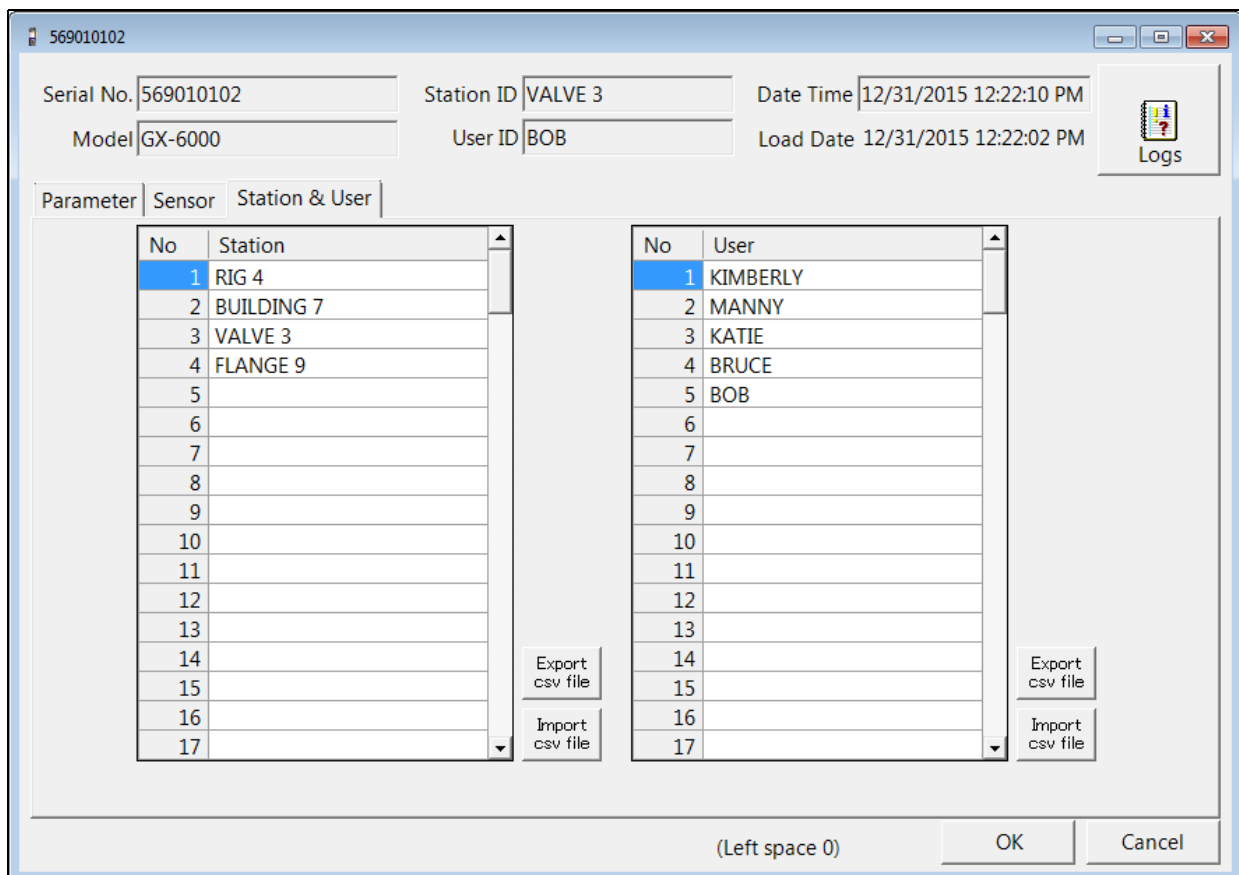 569010102
Serial No. 569010102 Station ID VALVE 3 Date Time 12/31/2015 12:22:10 PM
Model GX-6000 User ID BOB Load Date 12/31/2015 12:22:02 PM
Logs
Parameter Sensor Station & User
No Station No User
1 RIG 4 1 KIMBERLY
2 BUILDING 7 2 MANNY
3 VALVE 3 3 KATIE
4 FLANGE 9 4 BRUCE
5 5 BOB
6 6
7 7
8 8
9 9
10 10
11 11
12 12
13 13
14 Export 14 Export
15 csv file 15 csv file
16 Import 16 Import
17 csv file 17 csv file
(Left space 0) OK Cancel